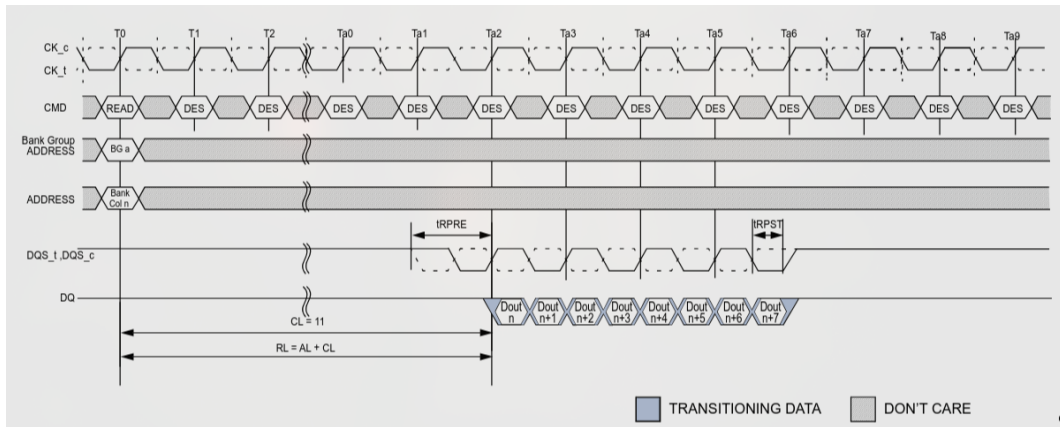 T0 T1 T2 Ta0 Ta1 Ta2 Ta3 Ta4 Ta5 Ta6 Ta7 Ta8 Ta9
CK_c
CK_t
CMD READ DES DES DES DES DES DES DES DES DES DES DES DES
Bank Group
ADDRESS
BG a
ADDRESS
Bank
Col n
tRPRE
tRPST
DQS_t ,DQS_c
DQ
Dout Dout Dout Dout Dout Dout Dout Dout
n n+1 n+2 n+3 n+4 n+5 n+6 n+7
CL = 11
RL = AL + CL
TRANSITIONING DATA
DON'T CARE